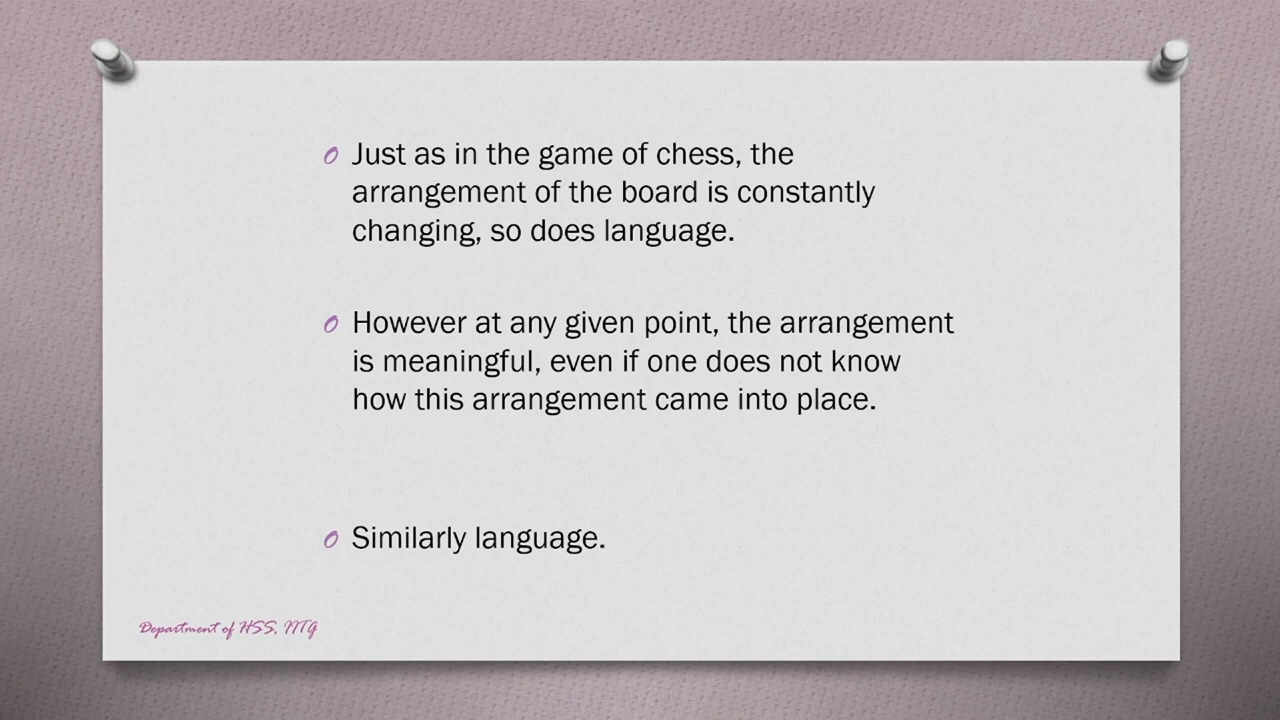 Just as in the game of chess, the
arrangement of the board is constantly
changing, so does language.
However at any given point, the arrangement
is meaningful, even if one does not know
how this arrangement came into place.
Similarly language.
Department of HSS, IITG